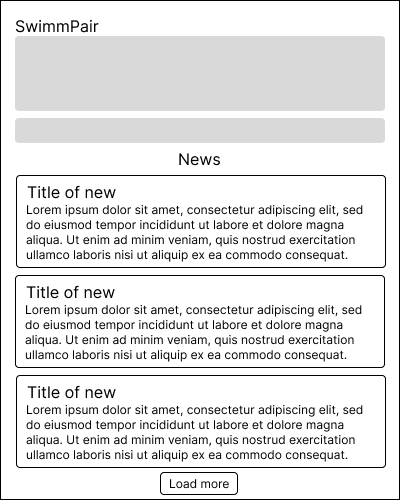 SwimmPair
News
Title of new
Lorem ipsum dolor sit amet, consectetur adipiscing elit, sed
do eiusmod tempor incididunt ut labore et dolore magna
aliqua. Ut enim ad minim veniam, quis nostrud exercitation
ullamco laboris nisi ut aliquip ex ea commodo consequat.
Title of new
Lorem ipsum dolor sit amet, consectetur adipiscing elit, sed
do eiusmod tempor incididunt ut labore et dolore magna
aliqua. Ut enim ad minim veniam, quis nostrud exercitation
ullamco laboris nisi ut aliquip ex ea commodo consequat.
Title of new
Lorem ipsum dolor sit amet, consectetur adipiscing elit, sed
do eiusmod tempor incididunt ut labore et dolore magna
aliqua. Ut enim ad minim veniam, quis nostrud exercitation
ullamco laboris nisi ut aliquip ex ea commodo consequat.
Load more